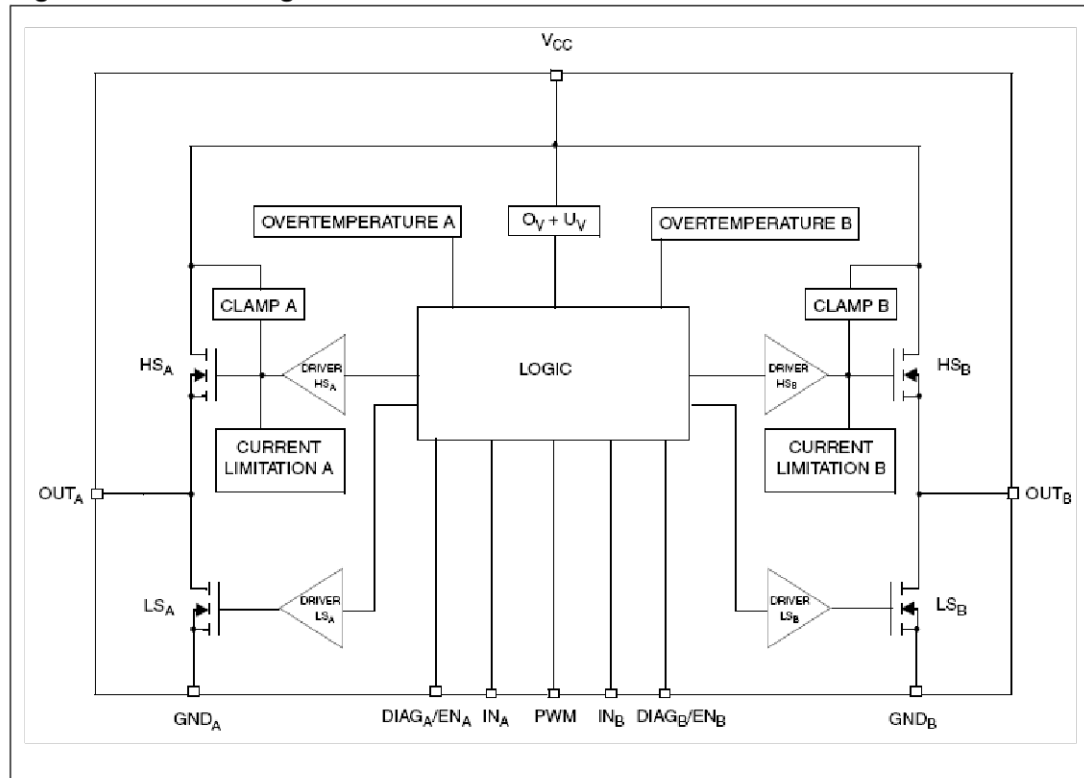 VCC
OVERTEMPERATURE A
OV + UV
OVERTEMPERATURE B
CLAMP A
CLAMP B
HSA
DRIVER
HSA
LOGIC
DRIVER
HSB
HSB
CURRENT
LIMITATION A
CURRENT
LIMITATION B
OUTA
OUTB
LSA
DRIVER
LSA
DRIVER
LSB
LSB
GNDA
DIAGA/ENA
INA
PWM
INB
DIAGB/ENB
GNDB